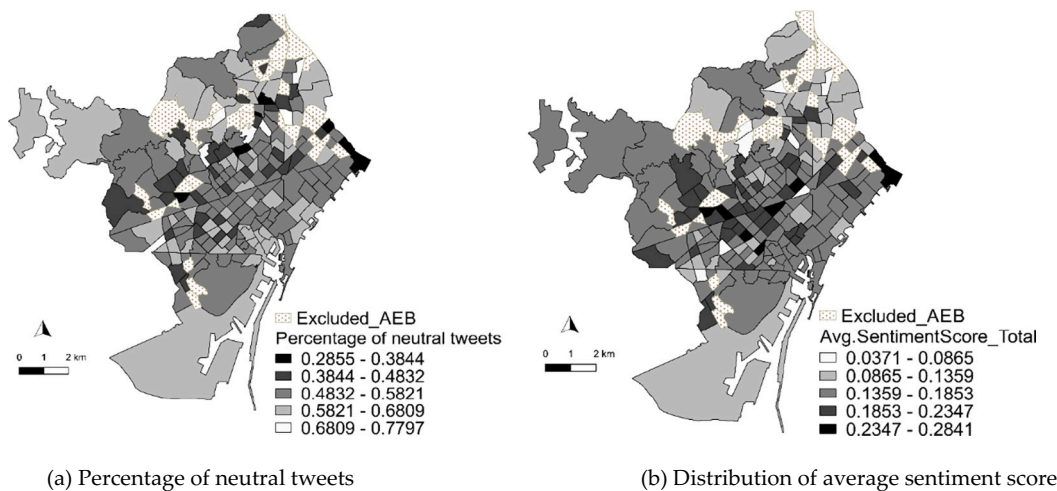 Excluded_AEB
Percentage of neutral tweets
0.2855 - 0.3844
0.3844 - 0.4832
0.4832 - 0.5821
0.5821 - 0.6809
0.6809 - 0.7797
0 1 2 km
Excluded_AEB
Avg.SentimentScore_Total
0.0371 - 0.0865
0.0865 - 0.1359
0.1359 - 0.1853
0.1853 - 0.2347
0.2347 - 0.2841
0 1 2 km
(a) Percentage of neutral tweets
(b) Distribution of average sentiment score